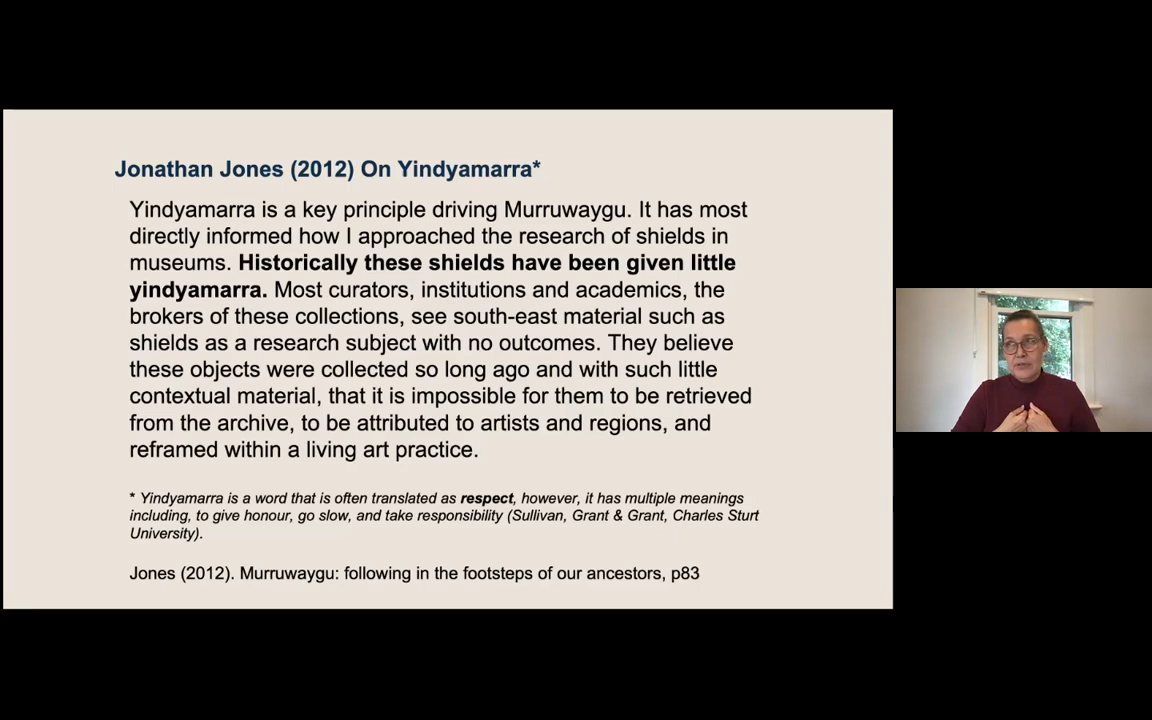 Jonathan Jones (2012) On Yindyamarra*
Yindyamarra is a key principle driving Murruwaygu. It has most
directly informed how I approached the research of shields in
museums. Historically these shields have been given little
yindyamarra. Most curators, institutions and academics, the
brokers of these collections, see south-east material such as
shields as a research subject with no outcomes. They believe
these objects were collected so long ago and with such little
contextual material, that it is impossible for them to be retrieved
from the archive, to be attributed to artists and regions, and
reframed within a living art practice.
* Yindyamarra is a word that is often translated as respect, however, it has multiple meanings
including, to give honour, go slow, and take responsibility (Sullivan, Grant & Grant, Charles Sturt
University).
Jones (2012). Murruwaygu: following in the footsteps of our ancestors, p83